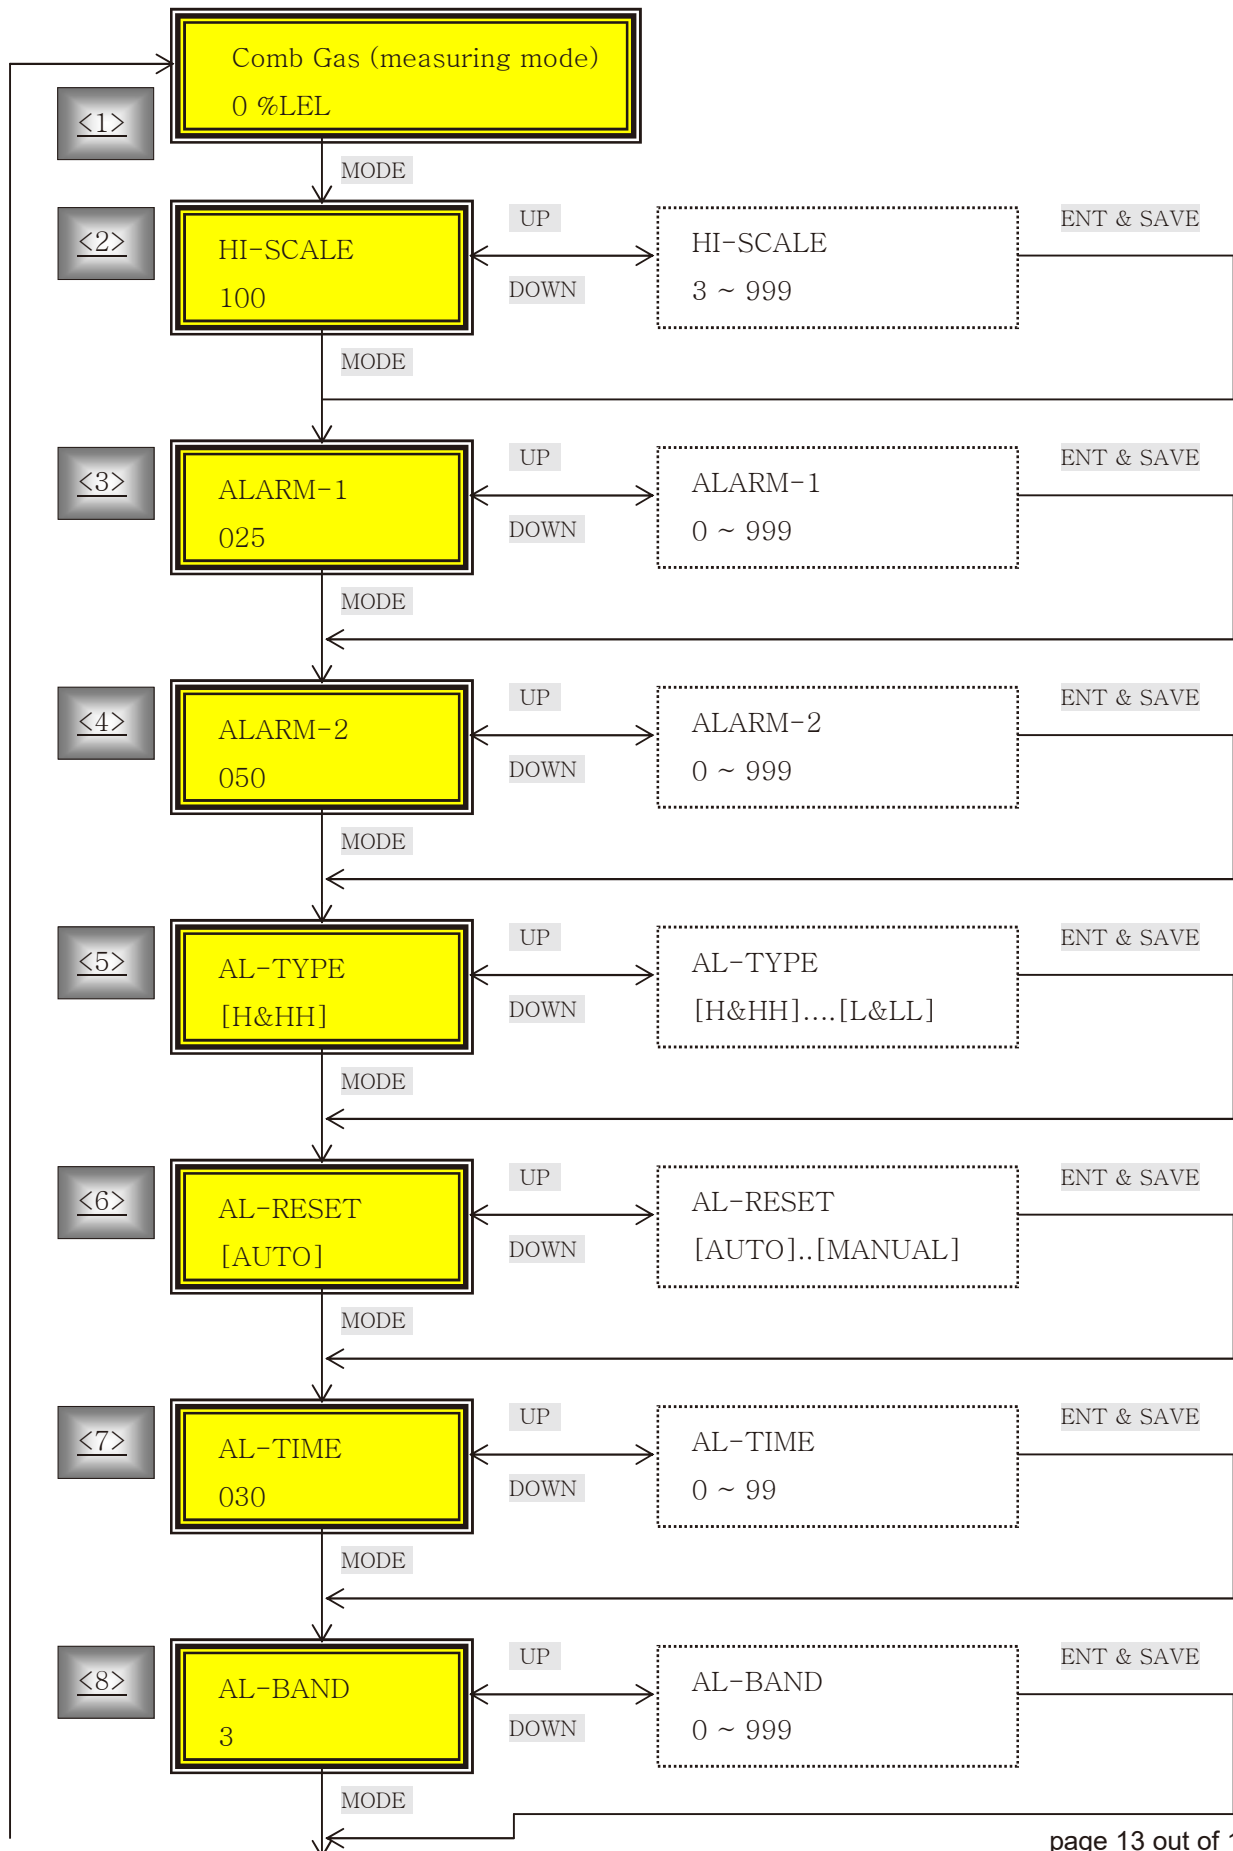 Comb Gas (measuring mode)
0 %LEL
<1>
MODE
<2>
HI-SCALE
100
UP
DOWN
HI-SCALE
3 ~ 999
ENT & SAVE
MODE
<3>
ALARM-1
025
UP
DOWN
ALARM-1
0 ~ 999
ENT & SAVE
MODE
<4>
ALARM-2
050
UP
DOWN
ALARM-2
0 ~ 999
ENT & SAVE
MODE
<5>
AL-TYPE
[H&HH]
UP
DOWN
AL-TYPE
[H&HH]....[L&LL]
ENT & SAVE
MODE
<6>
AL-RESET
[AUTO]
UP
DOWN
AL-RESET
[AUTO]..[MANUAL]
ENT & SAVE
MODE
<7>
AL-TIME
030
UP
DOWN
AL-TIME
0 ~ 99
ENT & SAVE
MODE
<8>
AL-BAND
3
UP
DOWN
AL-BAND
0 ~ 999
ENT & SAVE
MODE
page 13 out of